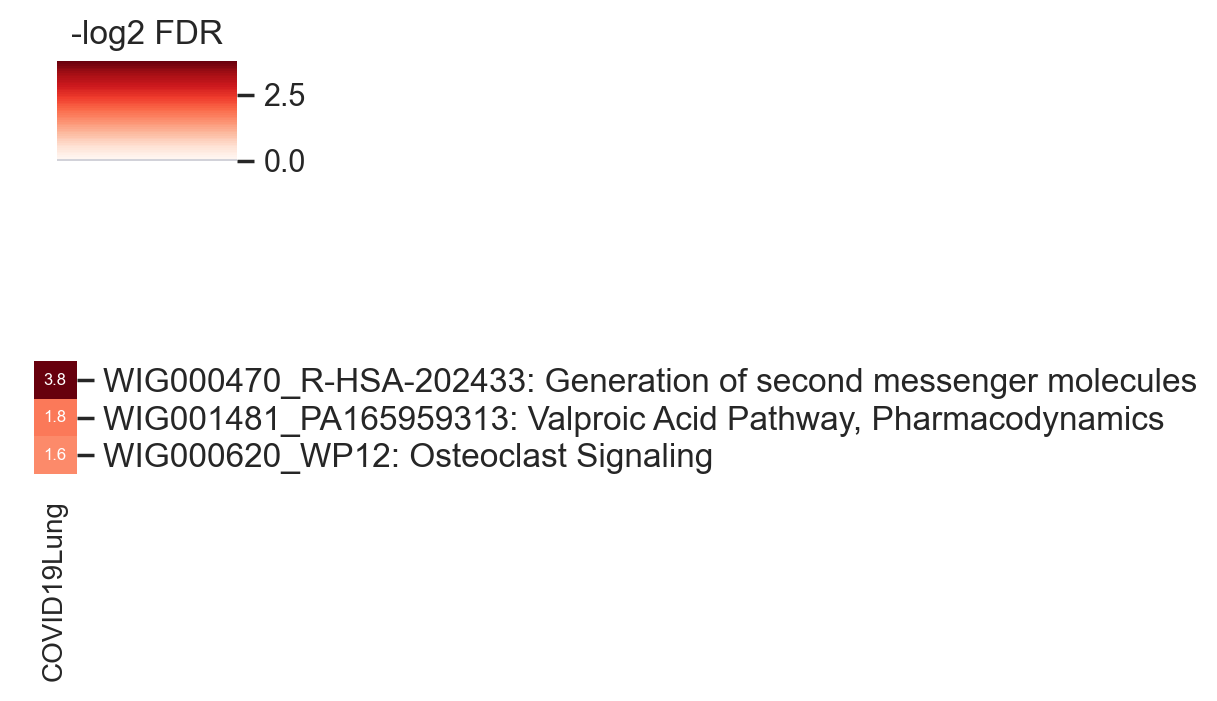 -log2 FDR
2.5
0.0
3.8 WIG000470_R-HSA-202433: Generation of second messenger molecules
1.8 WIG001481_PA165959313: Valproic Acid Pathway, Pharmacodynamics
1.6 WIG000620_WP12: Osteoclast Signaling
COVID19Lung